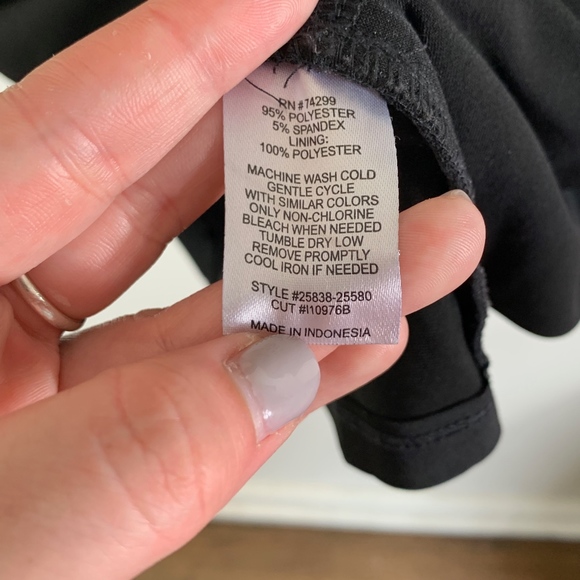 RN #74299
95% POLYESTER
5% SPANDEX
LINING:
100% POLYESTER
MACHINE WASH COLD
GENTLE CYCLE
WITH SIMILAR COLORS
ONLY NON-CHLORINE
BLEACH WHEN NEEDED
TUMBLE DRY LOW
REMOVE PROMPTLY
COOL IRON IF NEEDED
STYLE #25838-25580
CUT #I10976B
MADE IN INDONESIA